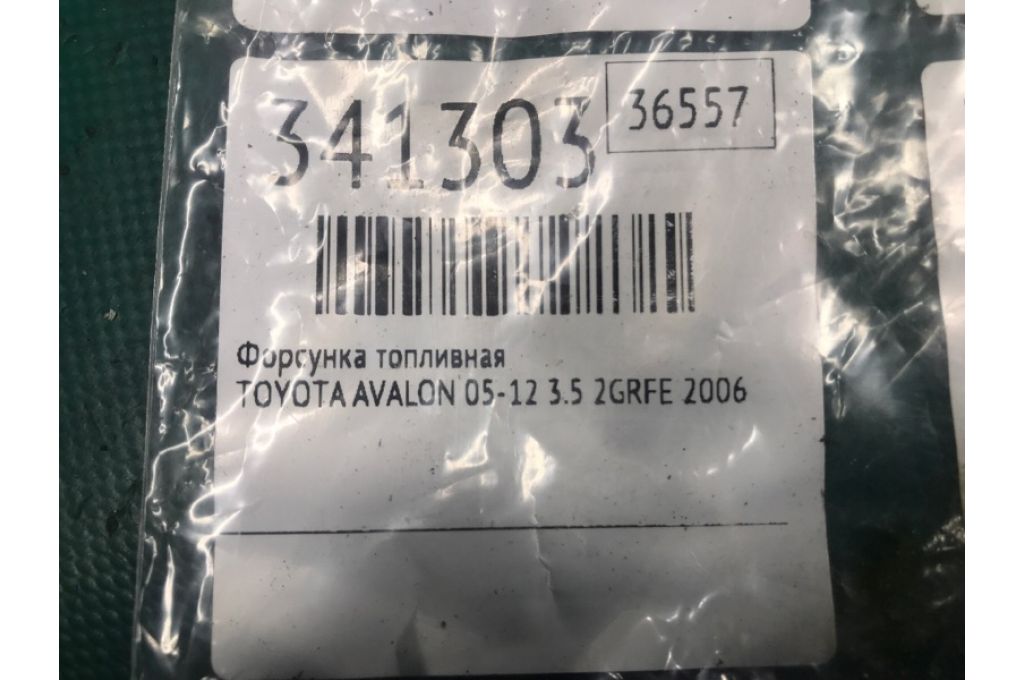 341303
36557
Форсунка топливная
TOYOTA AVALON 05-12 3.5 2GRFE 2006